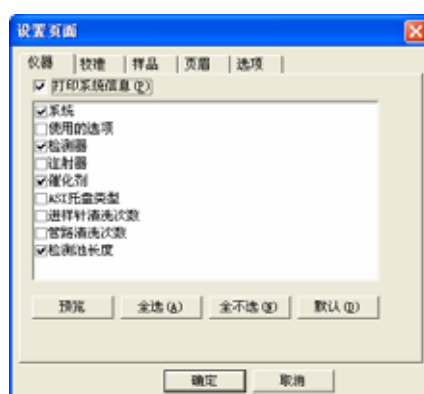 设置页面
仪器 校准 样品 页眉 选项
打印系统信息(P)
系统
使用的选项
检测器
注射器
催化剂
ASI托盘类型
进样针清洗次数
管路清洗次数
检测池长度
预览 全选(A) 全不选(N) 默认(D)
确定 取消